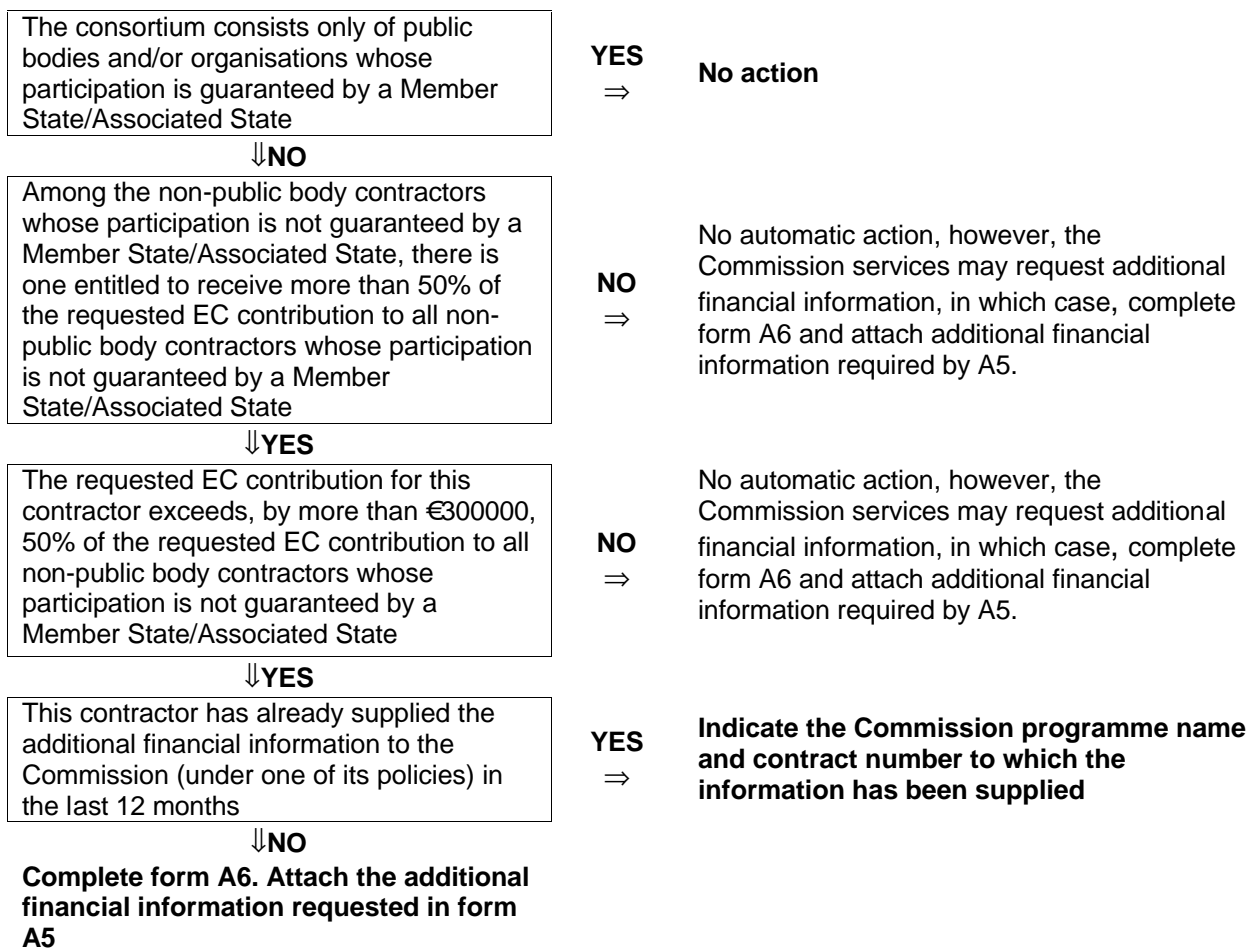 The consortium consists only of public
bodies and/or organisations whose
participation is guaranteed by a Member
State/Associated State
YES
⇒
No action
⇓NO
Among the non-public body contractors
whose participation is not guaranteed by a
Member State/Associated State, there is
one entitled to receive more than 50% of
the requested EC contribution to all non-
public body contractors whose participation
is not guaranteed by a Member
State/Associated State
NO
⇒
No automatic action, however, the
Commission services may request additional
financial information, in which case, complete
form A6 and attach additional financial
information required by A5.
⇓YES
The requested EC contribution for this
contractor exceeds, by more than €300000,
50% of the requested EC contribution to all
non-public body contractors whose
participation is not guaranteed by a
Member State/Associated State
NO
⇒
No automatic action, however, the
Commission services may request additional
financial information, in which case, complete
form A6 and attach additional financial
information required by A5.
⇓YES
This contractor has already supplied the
additional financial information to the
Commission (under one of its policies) in
the last 12 months
YES
⇒
Indicate the Commission programme name
and contract number to which the
information has been supplied
⇓NO
Complete form A6. Attach the additional
financial information requested in form
A5